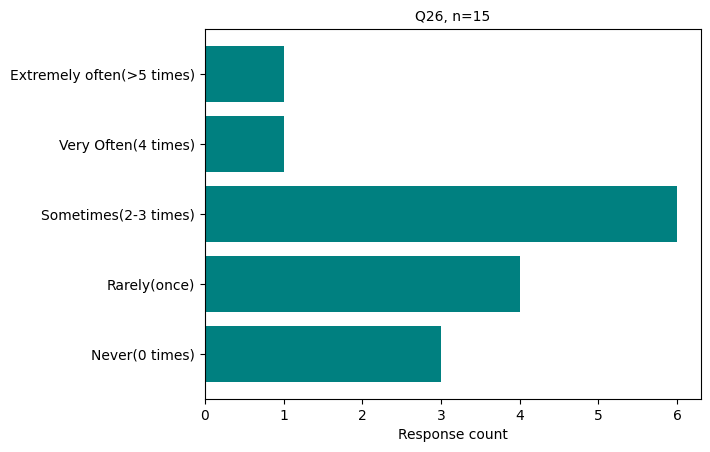 Q26, n=15
Extremely often(>5 times)
Very Often(4 times)
Sometimes(2-3 times)
Rarely(once)
Never(0 times)
0 1 2 3 4 5 6
Response count